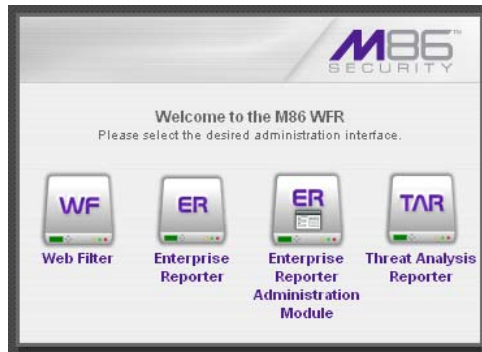 M86™
SECURITY
Welcome to the M86 WFR
Please select the desired administration interface.
WF
ER
ER
TAR
Web Filter
Enterprise
Reporter
Enterprise
Reporter
Administration
Module
Threat Analysis
Reporter